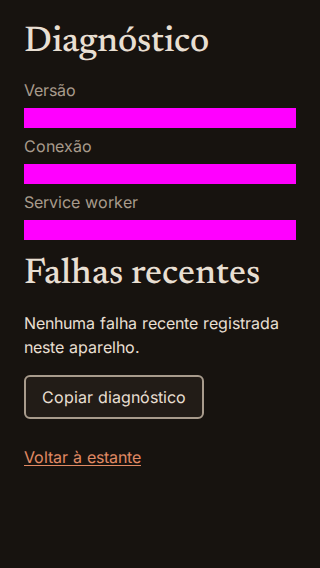 Diagnóstico
Versão
Conexão
Service worker
Falhas recentes
Nenhuma falha recente registrada
neste aparelho.
Copiar diagnóstico
Voltar à estante